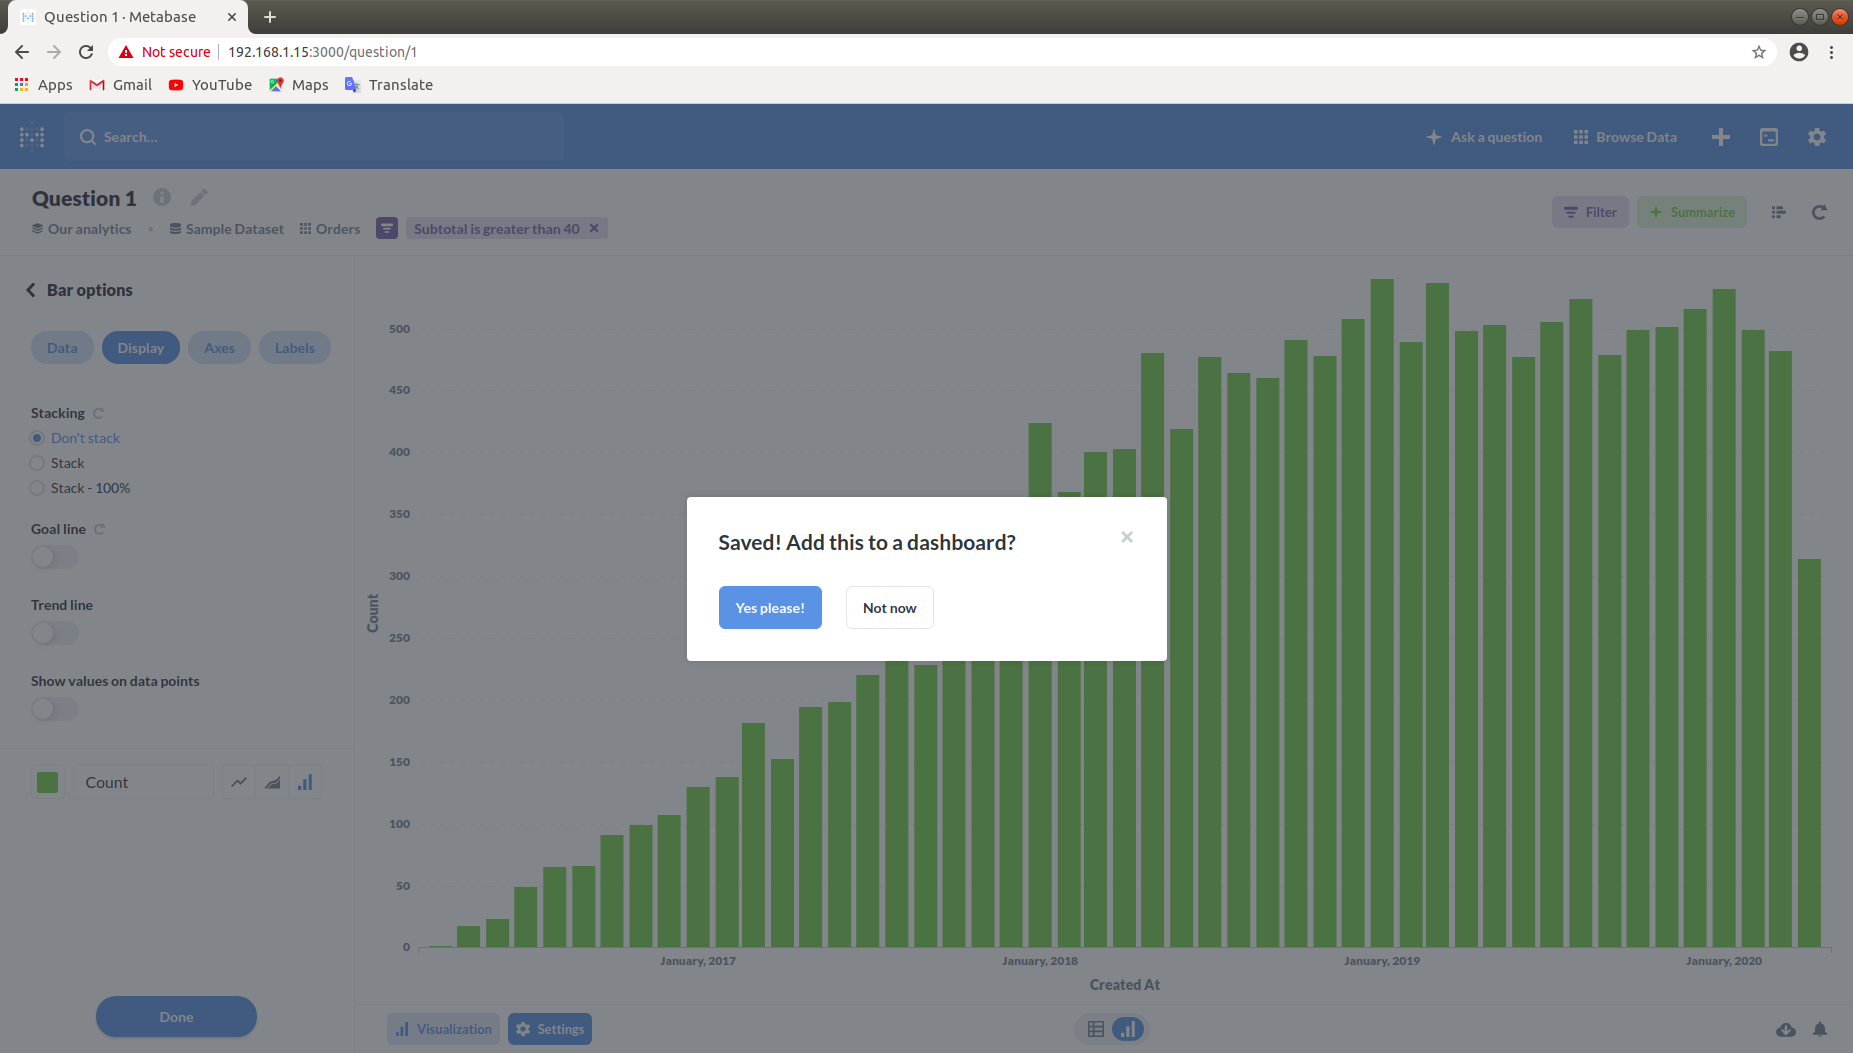 Question 1 · Metabase
Not secure 192.168.1.15:3000/question/1
Apps Gmail YouTube Maps Translate
Search...
Ask a question Browse Data
Question 1
Our analytics • Sample Dataset Orders Subtotal is greater than 40
Filter Summarize
Bar options
Data Display Axes Labels
Stacking
Don't stack
Stack
Stack - 100%
Goal line
Trend line
Show values on data points
Count
Done
500
450
400
350
300
250
200
150
100
50
0
Count
January, 2017 January, 2018 January, 2019 January, 2020
Created At
Saved! Add this to a dashboard?
Yes please! Not now
Visualization Settings